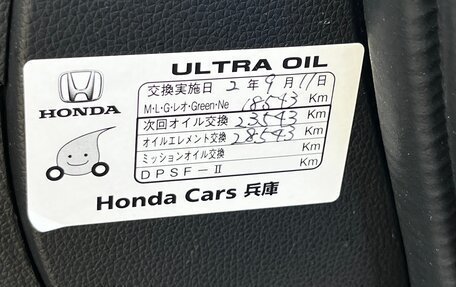 HONDA
ULTRA OIL
交換実施日 2年9月11日
M・L・G・レオ・Green・Ne 18543 Km
次回オイル交換 23543 Km
オイルエレメント交換 28543 Km
ミッションオイル交換 Km
DPSF-II Km
Honda Cars 兵庫